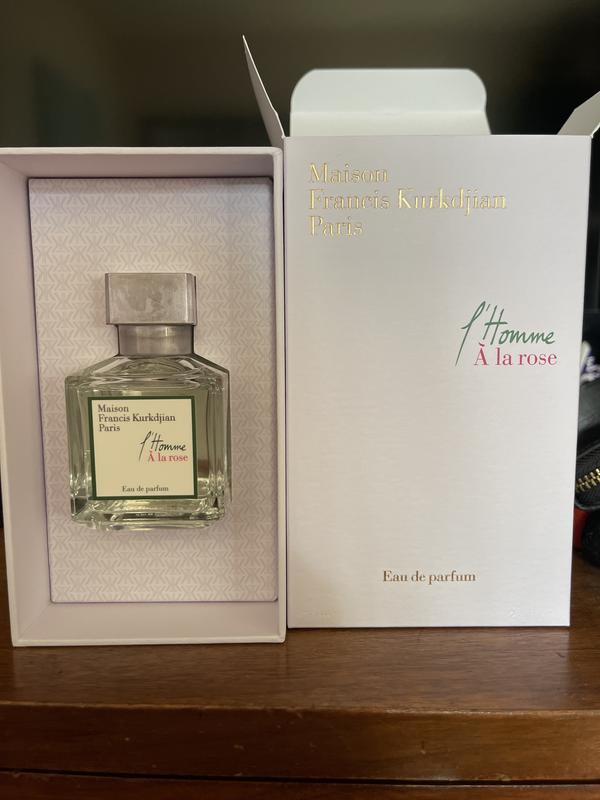 Maison
Francis Kurkdjian
Paris
l'Homme
À la rose
Eau de parfum
Maison
Francis Kurkdjian
Paris
l'Homme
À la rose
Eau de parfum